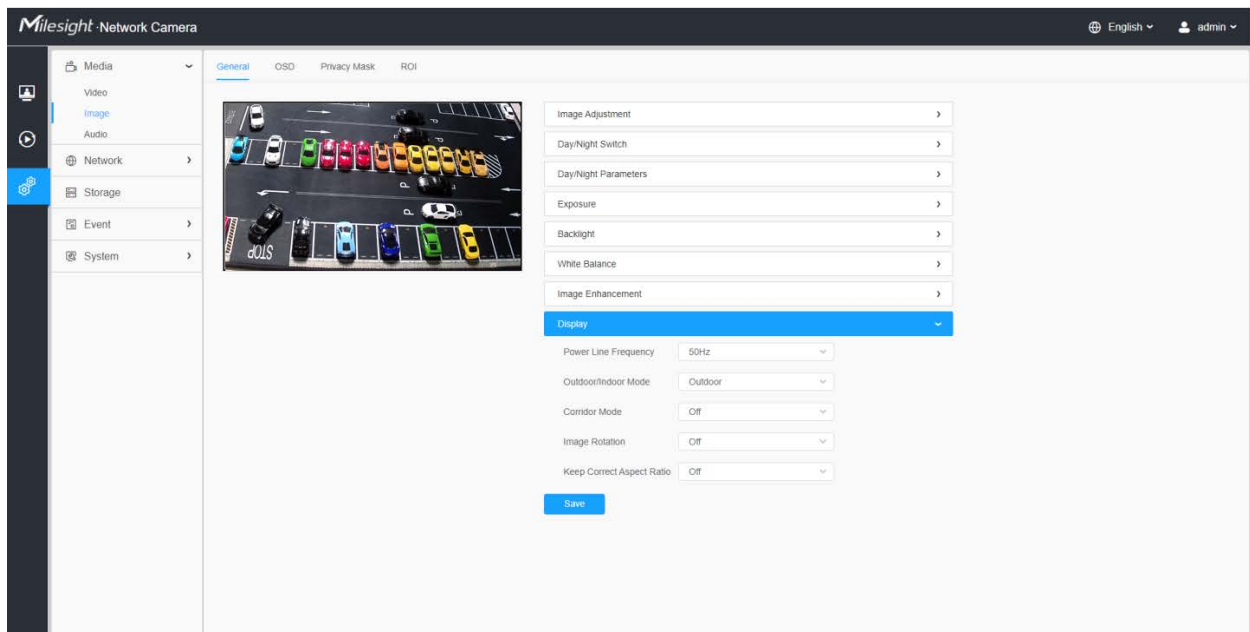 Milesight · Network Camera
English
admin
Media
Video
Image
Audio
Network
Storage
Event
System
General OSD Privacy Mask ROI
P
P
P
STOP
Image Adjustment
Day/Night Switch
Day/Night Parameters
Exposure
Backlight
White Balance
Image Enhancement
Display
Power Line Frequency 50Hz
Outdoor/Indoor Mode Outdoor
Corridor Mode Off
Image Rotation Off
Keep Correct Aspect Ratio Off
Save